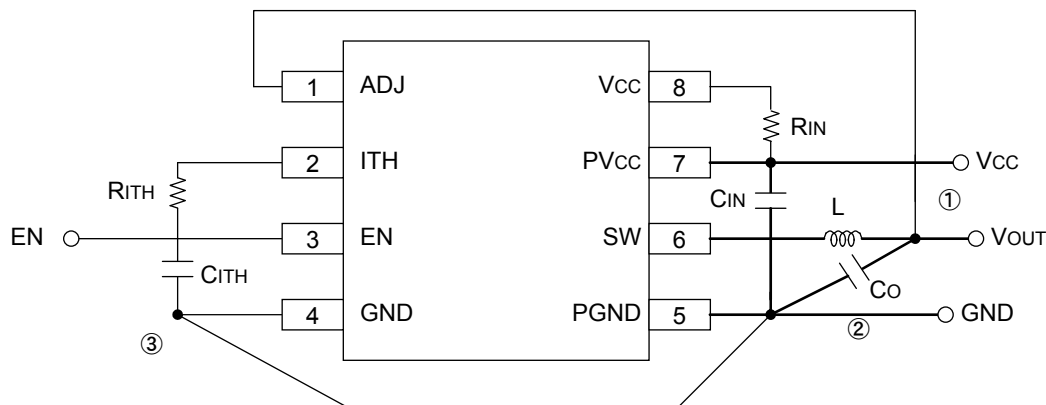 1 ADJ VCC 8
RIN
2 ITH PVCC 7 VCC
RITH CIN L ①
EN 3 EN SW 6 VOUT
CITH CO
4 GND PGND 5 GND
③ ②